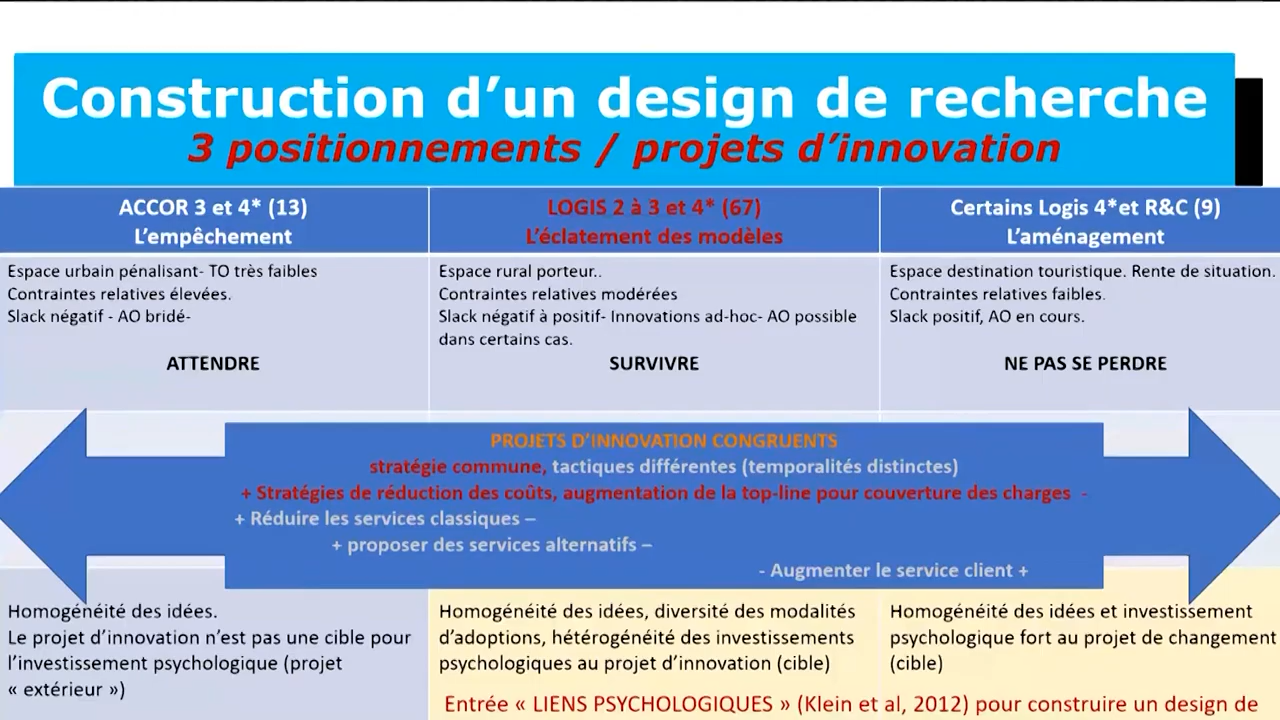 Construction d’un design de recherche
3 positionnements / projets d’innovation
ACCOR 3 et 4* (13)
L’empêchement
LOGIS 2 à 3 et 4* (67)
L’éclatement des modèles
Certains Logis 4*et R&C (9)
L’aménagement
Espace urbain pénalisant- TO très faibles
Contraintes relatives élevées.
Slack négatif - AO bridé-
ATTENDRE
Espace rural porteur..
Contraintes relatives modérées
Slack négatif à positif- Innovations ad-hoc- AO possible
dans certains cas.
SURVIVRE
Espace destination touristique. Rente de situation.
Contraintes relatives faibles.
Slack positif, AO en cours.
NE PAS SE PERDRE
PROJETS D’INNOVATION CONGRUENTS
stratégie commune, tactiques différentes (temporalités distinctes)
+ Stratégies de réduction des coûts, augmentation de la top-line pour couverture des charges -
+ Réduire les services classiques –
+ proposer des services alternatifs –
- Augmenter le service client +
Homogénéité des idées.
Le projet d’innovation n’est pas une cible pour
l’investissement psychologique (projet
« extérieur »)
Homogénéité des idées, diversité des modalités
d’adoptions, hétérogénéité des investissements
psychologiques au projet d’innovation (cible)
Homogénéité des idées et investissement
psychologique fort au projet de changement
(cible)
Entrée « LIENS PSYCHOLOGIQUES » (Klein et al, 2012) pour construire un design de